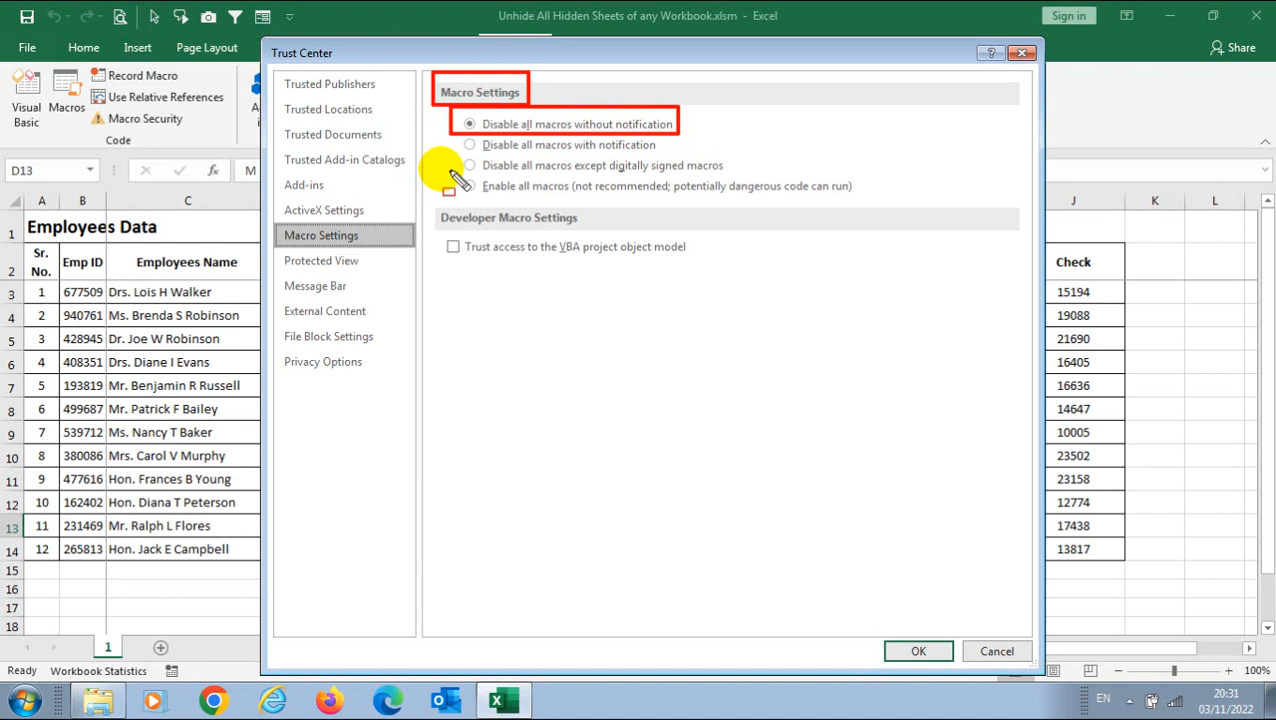 Unhide All Hidden Sheets of any Workbook.xlsm - Excel
Sign in
File Home Insert Page Layout
Share
Visual Basic
Macros
Record Macro
Use Relative References
Macro Security
Code
D13
M
Trust Center
Trusted Publishers
Trusted Locations
Trusted Documents
Trusted Add-in Catalogs
Add-ins
ActiveX Settings
Macro Settings
Protected View
Message Bar
External Content
File Block Settings
Privacy Options
Macro Settings
Disable all macros without notification
Disable all macros with notification
Disable all macros except digitally signed macros
Enable all macros (not recommended; potentially dangerous code can run)
Developer Macro Settings
Trust access to the VBA project object model
OK Cancel
A B C J K L
1 Employees Data
2 Sr. No. Emp ID Employees Name Check
3 1 677509 Drs. Lois H Walker 15194
4 2 940761 Ms. Brenda S Robinson 19088
5 3 428945 Dr. Joe W Robinson 21690
6 4 408351 Drs. Diane I Evans 16405
7 5 193819 Mr. Benjamin R Russell 16636
8 6 499687 Mr. Patrick F Bailey 14647
9 7 539712 Ms. Nancy T Baker 10005
10 8 380086 Mrs. Carol V Murphy 23502
11 9 477616 Hon. Frances B Young 23158
12 10 162402 Hon. Diana T Peterson 12774
13 11 231469 Mr. Ralph L Flores 17438
14 12 265813 Hon. Jack E Campbell 13817
15
16
17
18
1
Ready Workbook Statistics 100%
EN
20:31
03/11/2022